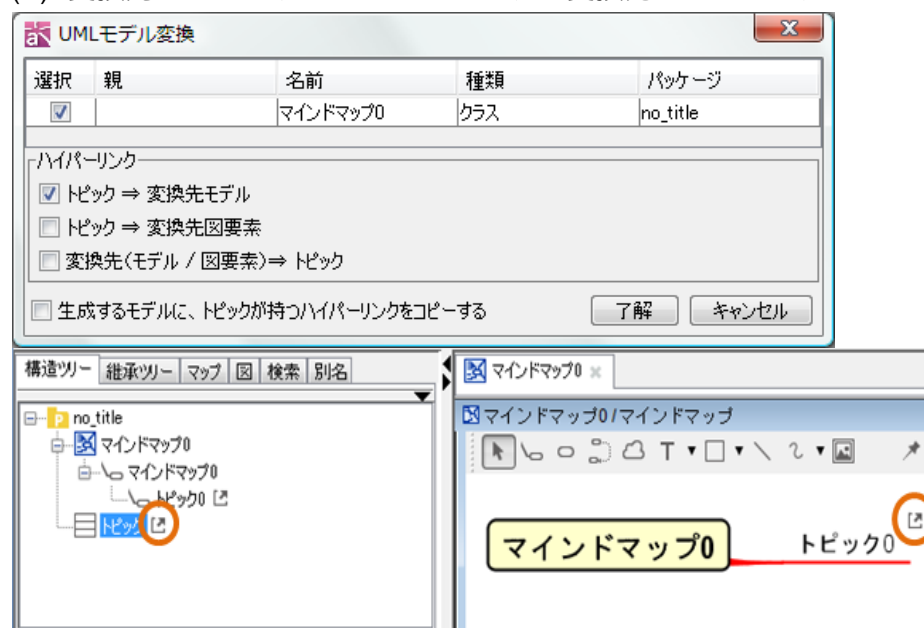 UMLモデル変換
選択 親 名前 種類 パッケージ
マインドマップ0 クラス no_title
ハイパーリンク
トピック ⇒ 変換先モデル
トピック ⇒ 変換先図要素
変換先(モデル / 図要素)⇒ トピック
生成するモデルに、トピックが持つハイパーリンクをコピーする 了解 キャンセル
構造ツリー 継承ツリー マップ 図 検索 別名
no_title
マインドマップ0
マインドマップ0
トピック0
トピック
マインドマップ0
マインドマップ0/マインドマップ
T
マインドマップ0 トピック0